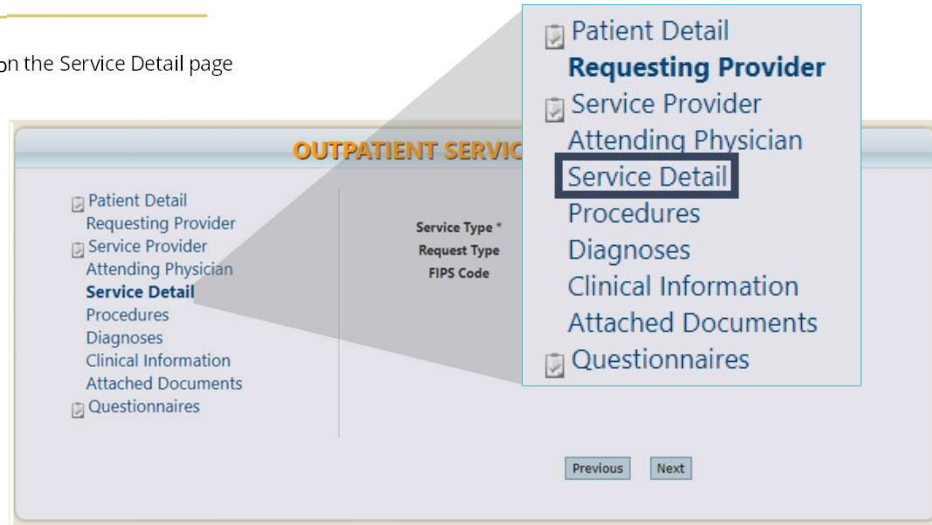 on the Service Detail page
OUTPATIENT SERVIC
Patient Detail
Requesting Provider
Service Provider
Attending Physician
Service Detail
Procedures
Diagnoses
Clinical Information
Attached Documents
Questionnaires
Service Type *
Request Type
FIPS Code
Previous Next
Patient Detail
Requesting Provider
Service Provider
Attending Physician
Service Detail
Procedures
Diagnoses
Clinical Information
Attached Documents
Questionnaires